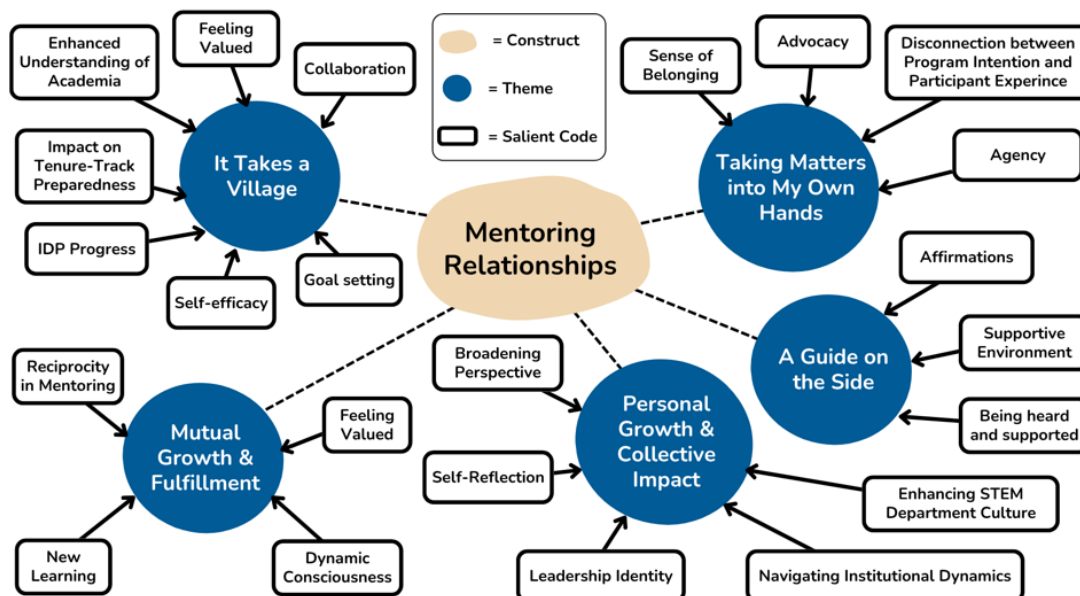 Enhanced
Understanding of
Academia
Feeling
Valued
Collaboration
Impact on
Tenure-Track
Preparedness
IDP Progress
Self-efficacy
Goal setting
It Takes a
Village
= Construct
= Theme
= Salient Code
Sense of
Belonging
Advocacy
Disconnection between
Program Intention and
Participant Experince
Agency
Taking Matters
into My Own
Hands
Mentoring
Relationships
Affirmations
Supportive
Environment
Being heard
and supported
A Guide on
the Side
Reciprocity
in Mentoring
Feeling
Valued
Mutual
Growth &
Fulfillment
New
Learning
Dynamic
Consciousness
Broadening
Perspective
Self-Reflection
Personal
Growth &
Collective
Impact
Enhancing STEM
Department Culture
Leadership Identity
Navigating Institutional Dynamics